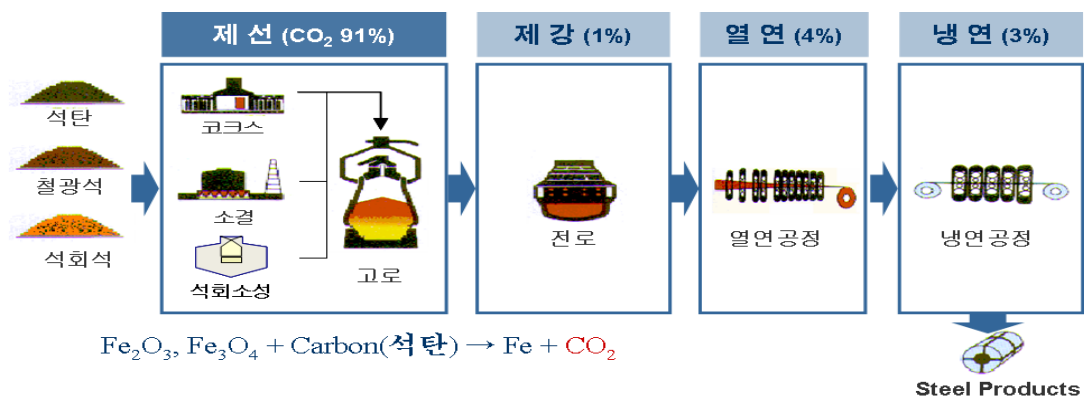 제 선 (CO₂ 91%)
제 강 (1%)
열 연 (4%)
냉 연 (3%)
석탄
철광석
석회석
코크스
소결
석회소성
고로
전로
열연공정
냉연공정
Fe₂O₃, Fe₃O₄ + Carbon(석탄) → Fe + CO₂
Steel Products